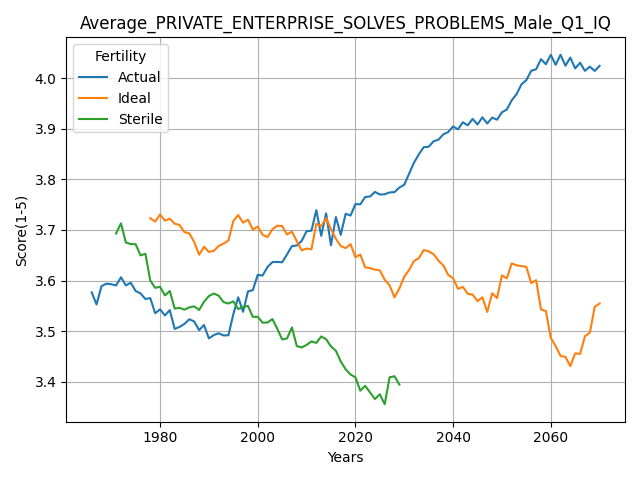 Average_PRIVATE_ENTERPRISE_SOLVES_PROBLEMS_Male_Q1_IQ
Fertility
Actual
Ideal
Sterile
Score(1-5)
4.0
3.9
3.8
3.7
3.6
3.5
3.4
1980 2000 2020 2040 2060
Years